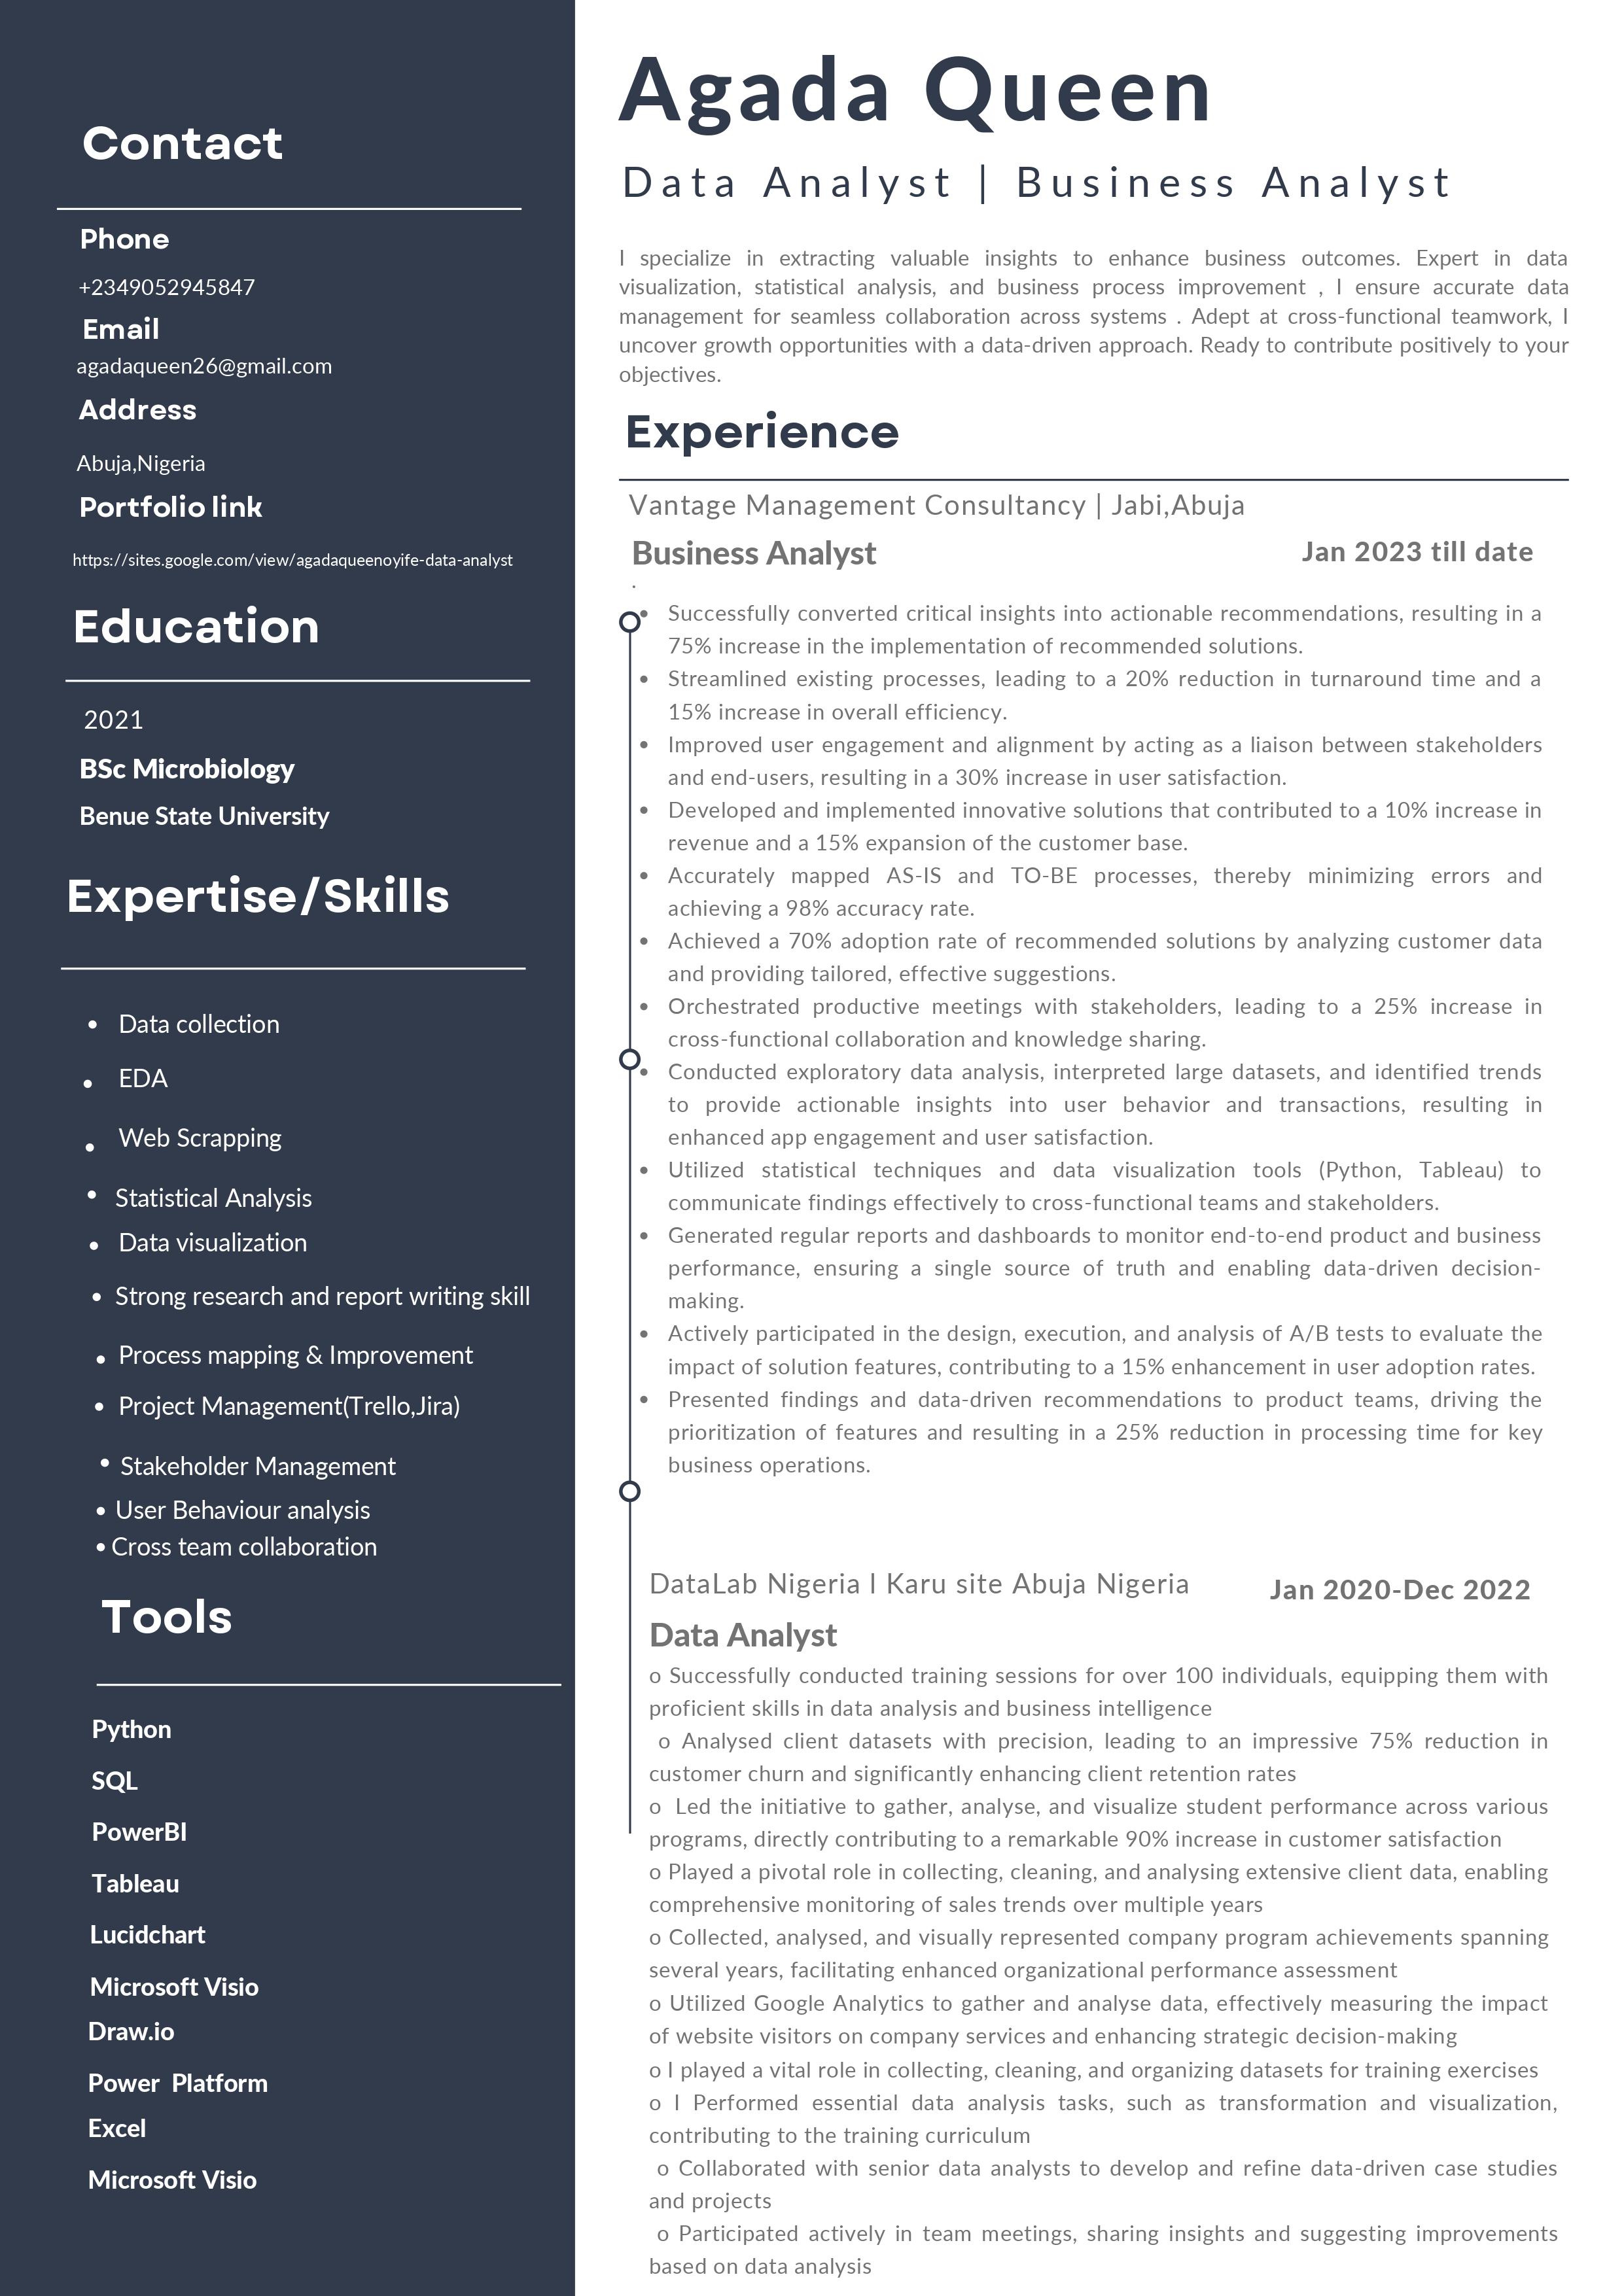 Contact
Phone
+2349052945847
Email
agadaqueen26@gmail.com
Address
Abuja,Nigeria
Portfolio link
https://sites.google.com/view/agadaqueenoyife-data-analyst
Education
2021
BSc Microbiology
Benue State University
Expertise/Skills
• Data collection
• EDA
• Web Scrapping
• Statistical Analysis
• Data visualization
• Strong research and report writing skill
• Process mapping & Improvement
• Project Management(Trello,Jira)
• Stakeholder Management
• User Behaviour analysis
• Cross team collaboration
Tools
Python
SQL
PowerBI
Tableau
Lucidchart
Microsoft Visio
Draw.io
Power Platform
Excel
Microsoft Visio
Agada Queen
Data Analyst | Business Analyst
I specialize in extracting valuable insights to enhance business outcomes. Expert in data
visualization, statistical analysis, and business process improvement , I ensure accurate data
management for seamless collaboration across systems . Adept at cross-functional teamwork, I
uncover growth opportunities with a data-driven approach. Ready to contribute positively to your
objectives.
Experience
Vantage Management Consultancy | Jabi,Abuja
Business Analyst Jan 2023 till date
.
• Successfully converted critical insights into actionable recommendations, resulting in a
75% increase in the implementation of recommended solutions.
• Streamlined existing processes, leading to a 20% reduction in turnaround time and a
15% increase in overall efficiency.
• Improved user engagement and alignment by acting as a liaison between stakeholders
and end-users, resulting in a 30% increase in user satisfaction.
• Developed and implemented innovative solutions that contributed to a 10% increase in
revenue and a 15% expansion of the customer base.
• Accurately mapped AS-IS and TO-BE processes, thereby minimizing errors and
achieving a 98% accuracy rate.
• Achieved a 70% adoption rate of recommended solutions by analyzing customer data
and providing tailored, effective suggestions.
• Orchestrated productive meetings with stakeholders, leading to a 25% increase in
cross-functional collaboration and knowledge sharing.
• Conducted exploratory data analysis, interpreted large datasets, and identified trends
to provide actionable insights into user behavior and transactions, resulting in
enhanced app engagement and user satisfaction.
• Utilized statistical techniques and data visualization tools (Python, Tableau) to
communicate findings effectively to cross-functional teams and stakeholders.
• Generated regular reports and dashboards to monitor end-to-end product and business
performance, ensuring a single source of truth and enabling data-driven decision-
making.
• Actively participated in the design, execution, and analysis of A/B tests to evaluate the
impact of solution features, contributing to a 15% enhancement in user adoption rates.
• Presented findings and data-driven recommendations to product teams, driving the
prioritization of features and resulting in a 25% reduction in processing time for key
business operations.
DataLab Nigeria I Karu site Abuja Nigeria Jan 2020-Dec 2022
Data Analyst
o Successfully conducted training sessions for over 100 individuals, equipping them with
proficient skills in data analysis and business intelligence
o Analysed client datasets with precision, leading to an impressive 75% reduction in
customer churn and significantly enhancing client retention rates
o Led the initiative to gather, analyse, and visualize student performance across various
programs, directly contributing to a remarkable 90% increase in customer satisfaction
o Played a pivotal role in collecting, cleaning, and analysing extensive client data, enabling
comprehensive monitoring of sales trends over multiple years
o Collected, analysed, and visually represented company program achievements spanning
several years, facilitating enhanced organizational performance assessment
o Utilized Google Analytics to gather and analyse data, effectively measuring the impact
of website visitors on company services and enhancing strategic decision-making
o I played a vital role in collecting, cleaning, and organizing datasets for training exercises
o I Performed essential data analysis tasks, such as transformation and visualization,
contributing to the training curriculum
o Collaborated with senior data analysts to develop and refine data-driven case studies
and projects
o Participated actively in team meetings, sharing insights and suggesting improvements
based on data analysis